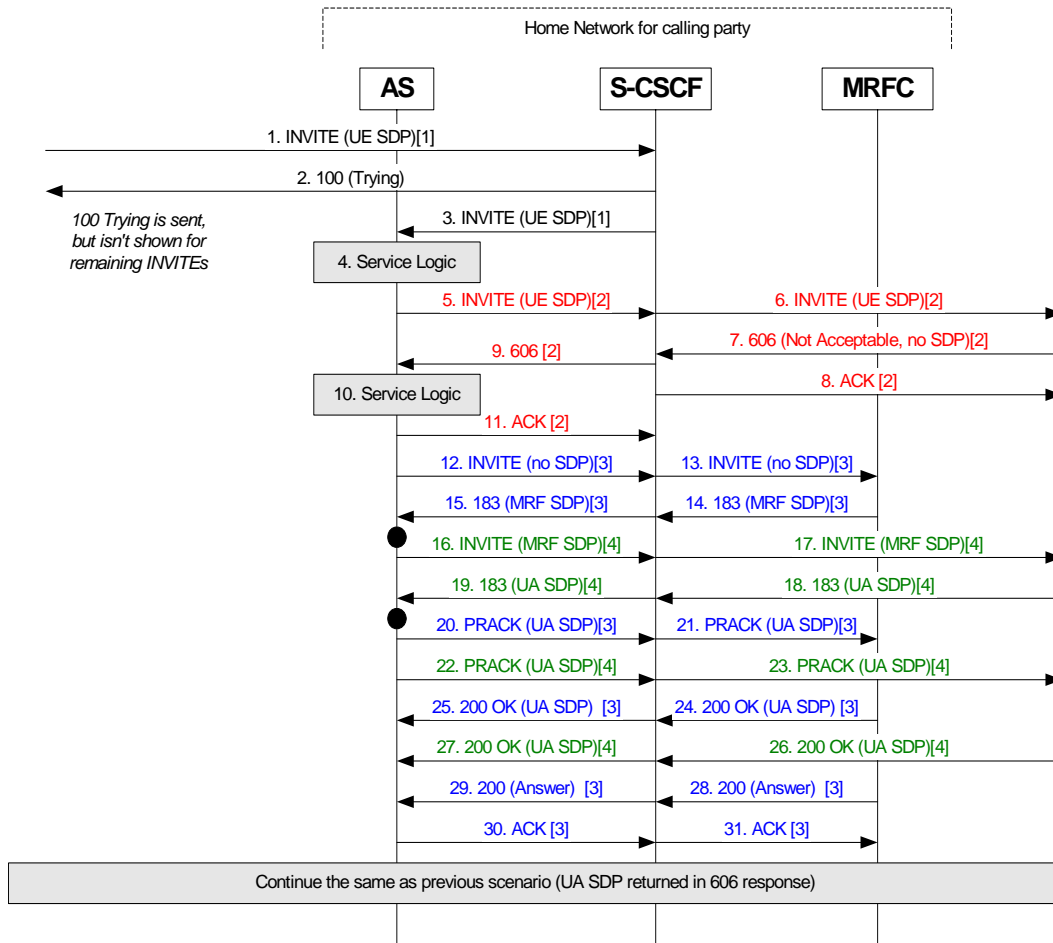 Home Network for calling party
AS
S-CSCF
MRFC
1. INVITE (UE SDP)[1]
2. 100 (Trying)
100 Trying is sent,
but isn't shown for
remaining INVITEs
3. INVITE (UE SDP)[1]
4. Service Logic
5. INVITE (UE SDP)[2]
6. INVITE (UE SDP)[2]
7. 606 (Not Acceptable, no SDP)[2]
9. 606 [2]
8. ACK [2]
10. Service Logic
11. ACK [2]
12. INVITE (no SDP)[3]
13. INVITE (no SDP)[3]
15. 183 (MRF SDP)[3]
14. 183 (MRF SDP)[3]
16. INVITE (MRF SDP)[4]
17. INVITE (MRF SDP)[4]
19. 183 (UA SDP)[4]
18. 183 (UA SDP)[4]
20. PRACK (UA SDP)[3]
21. PRACK (UA SDP)[3]
22. PRACK (UA SDP)[4]
23. PRACK (UA SDP)[4]
25. 200 OK (UA SDP) [3]
24. 200 OK (UA SDP) [3]
27. 200 OK (UA SDP)[4]
26. 200 OK (UA SDP)[4]
29. 200 (Answer) [3]
28. 200 (Answer) [3]
30. ACK [3]
31. ACK [3]
Continue the same as previous scenario (UA SDP returned in 606 response)